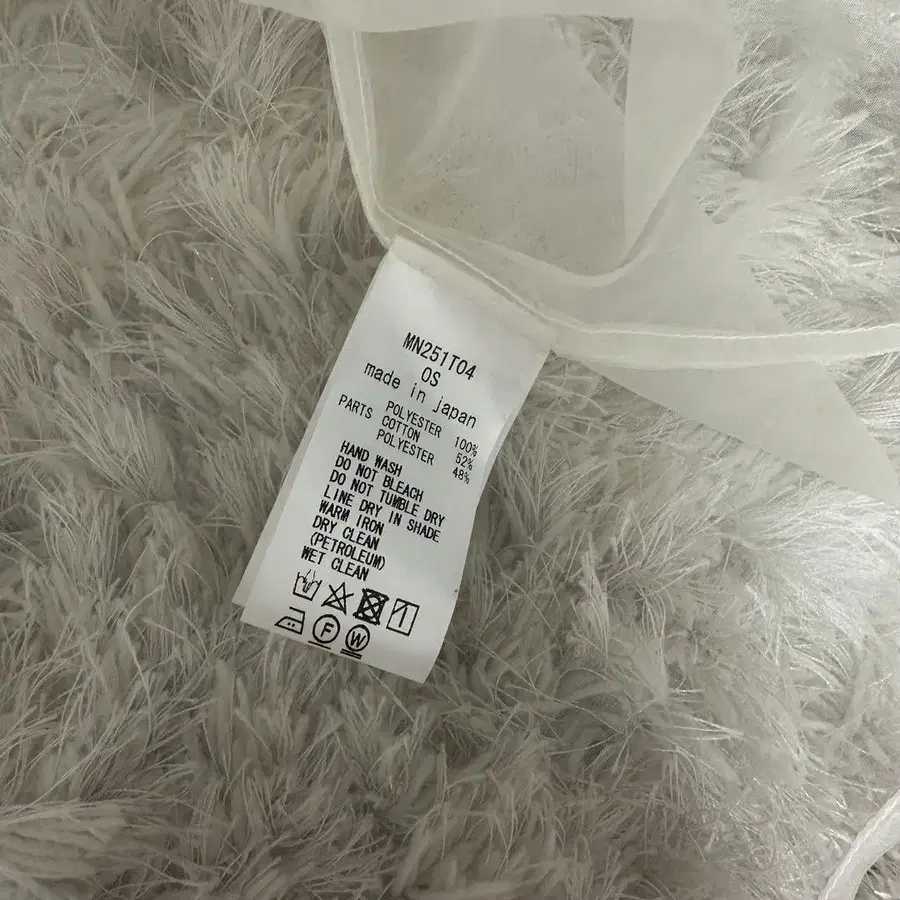 MN251T04
OS
made in japan
POLYESTER 100%
PARTS COTTON 52%
POLYESTER 48%
HAND WASH
DO NOT BLEACH
DO NOT TUMBLE DRY
LINE DRY IN SHADE
WARM IRON
DRY CLEAN
(PETROLEUM)
WET CLEAN
F W